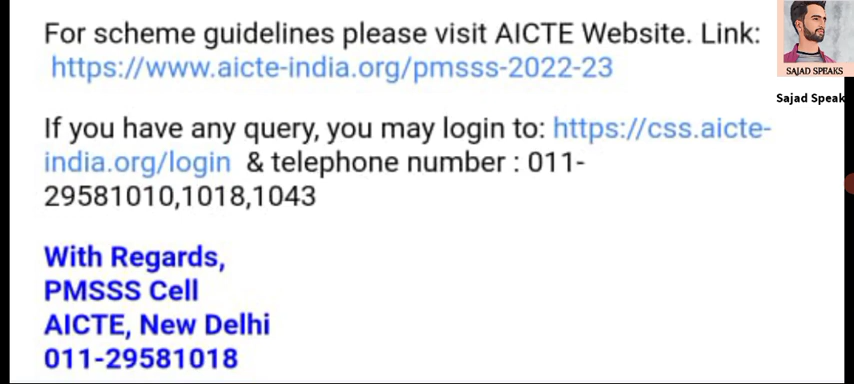 For scheme guidelines please visit AICTE Website. Link:
https://www.aicte-india.org/pmsss-2022-23
If you have any query, you may login to: https://css.aicte-
india.org/login & telephone number : 011-
29581010,1018,1043
With Regards,
PMSSS Cell
AICTE, New Delhi
011-29581018
SAJAD SPEAKS
Sajad Speak